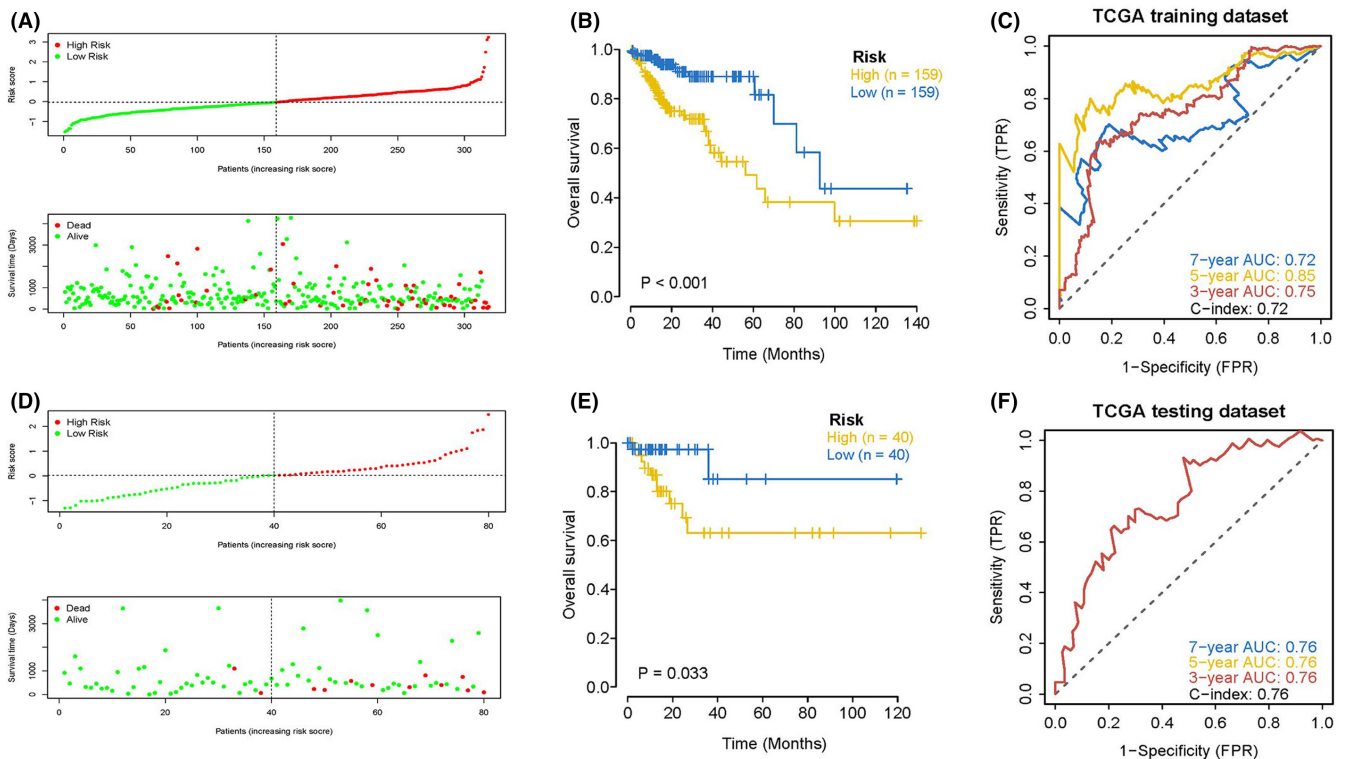 (A)
High Risk
Low Risk
Risk score
3
2
1
0
−1
0 50 100 150 200 250 300
Patients (increasing risk socre)
Dead
Alive
Survival time (Days)
3000
1000
0
0 50 100 150 200 250 300
Patients (increasing risk socre)
(B)
Risk
High (n = 159)
Low (n = 159)
Overall survival
1.0
0.8
0.6
0.4
0.2
0.0
P < 0.001
0 20 40 60 80 100 120 140
Time (Months)
(C)
TCGA training dataset
Sensitivity (TPR)
1.0
0.8
0.6
0.4
0.2
0.0
7−year AUC: 0.72
5−year AUC: 0.85
3−year AUC: 0.75
C−index: 0.72
0.0 0.2 0.4 0.6 0.8 1.0
1−Specificity (FPR)
(D)
High Risk
Low Risk
Risk score
2
1
0
−1
0 20 40 60 80
Patients (increasing risk socre)
Dead
Alive
Survival time (Days)
3000
1000
0
0 20 40 60 80
Patients (increasing risk socre)
(E)
Risk
High (n = 40)
Low (n = 40)
Overall survival
1.0
0.8
0.6
0.4
0.2
0.0
P = 0.033
0 20 40 60 80 100 120
Time (Months)
(F)
TCGA testing dataset
Sensitivity (TPR)
1.0
0.8
0.6
0.4
0.2
0.0
7−year AUC: 0.76
5−year AUC: 0.76
3−year AUC: 0.76
C−index: 0.76
0.0 0.2 0.4 0.6 0.8 1.0
1−Specificity (FPR)